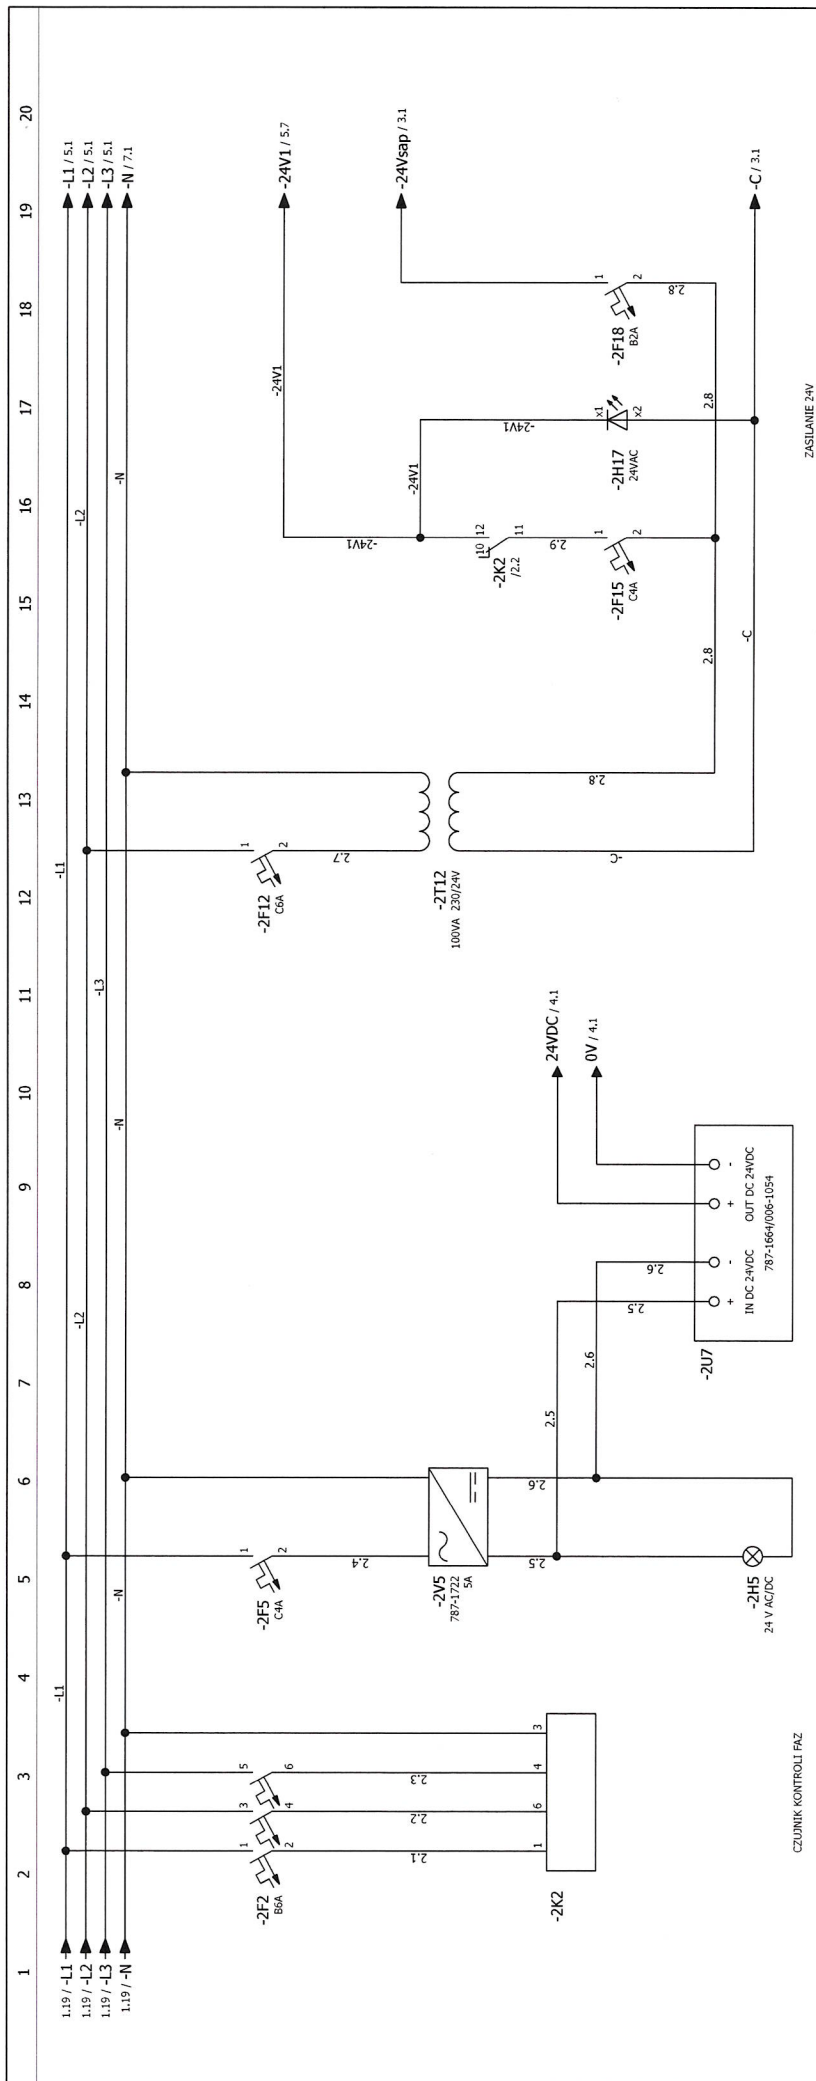 1 2 3 4 5 6 7 8 9 10 11 12 13 14 15 16 17 18 19 20
1.19 / -L1
1.19 / -L2
1.19 / -L3
1.19 / -N
-L1
-L1
-L2
-L2
-L3
-N
-N
-N
-L1 / 5.1
-L2 / 5.1
-L3 / 5.1
-N / 7.1
-2F2
B6A
1
2
3
4
5
6
2.1
2.2
2.3
1
6
4
3
-2K2
CZUJNIK KONTROLI FAZ
-2F5
C4A
1
2
2.4
-2V5
787-1722
5A
2.5
2.6
-2H5
24 V AC/DC
2.5
2.6
2.5
2.6
-2U7
+
-
+
-
IN DC 24VDC
OUT DC 24VDC
787-1664/006-1054
24VDC / 4.1
0V / 4.1
-2F12
C6A
1
2
2.7
-2T12
100VA 230/24V
-C
2.8
2.8
-C
-2F15
C4A
1
2
2.9
-2K2
/2.2
10
12
11
-24V1
-24V1
-24V1
-24V1
-2H17
24VAC
x1
x2
2.8
-2F18
B2A
1
2
2.8
-24V1 / 5.7
-24Vsap / 3.1
-C / 3.1
ZASILANIE 24V